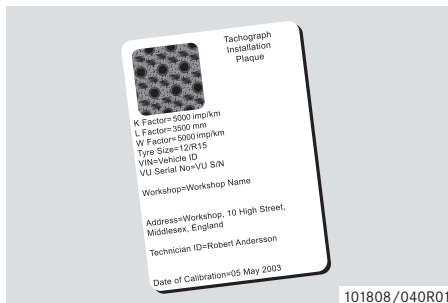 Tachograph
Installation
Plaque
K Factor=5000 imp/km
L Factor=3500 mm
W Factor=5000 imp/km
Tyre Size=12/R15
VIN=Vehicle ID
VU Serial No=VU S/N
Workshop=Workshop Name
Address=Workshop, 10 High Street,
Middlesex, England
Technician ID=Robert Andersson
Date of Calibration=05 May 2003
101808/040R01